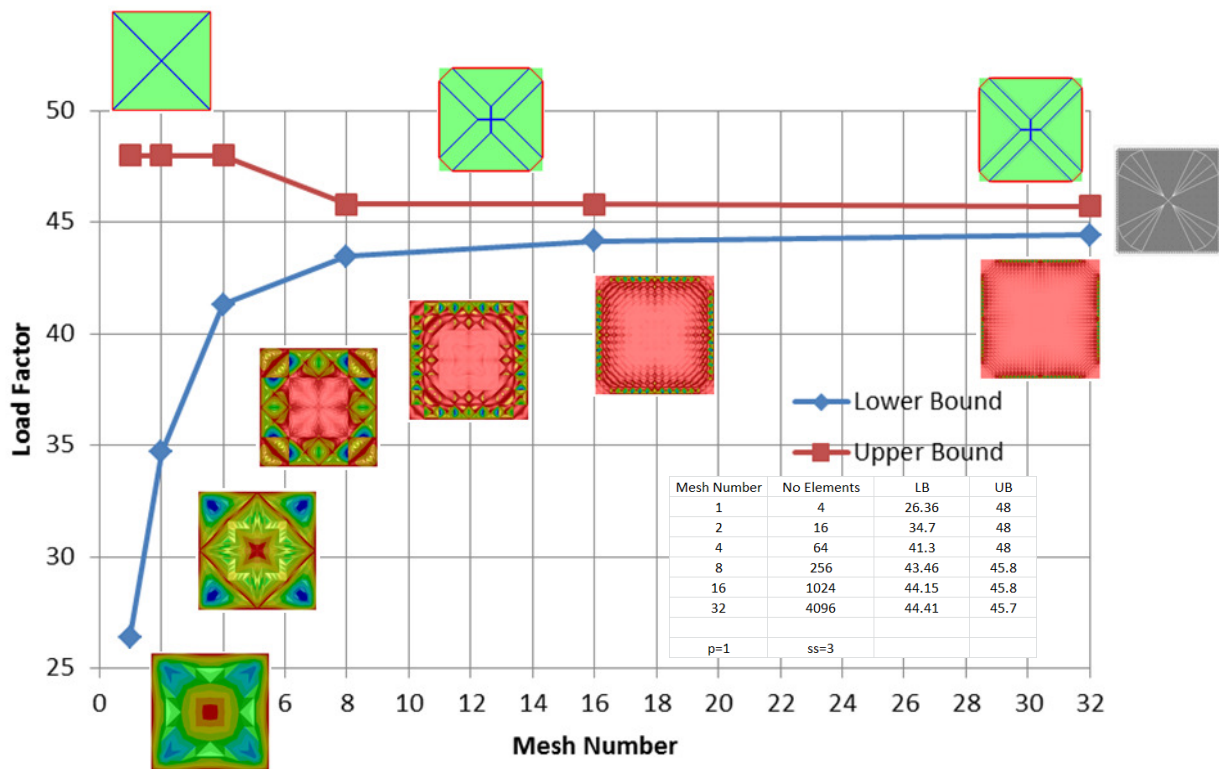 50
45
40
35
30
25
Load Factor
0
6
8
10
12
14
16
18
20
22
24
26
28
30
32
Mesh Number
Lower Bound
Upper Bound
Mesh Number No Elements LB UB
1 4 26.36 48
2 16 34.7 48
4 64 41.3 48
8 256 43.46 45.8
16 1024 44.15 45.8
32 4096 44.41 45.7
p=1 ss=3